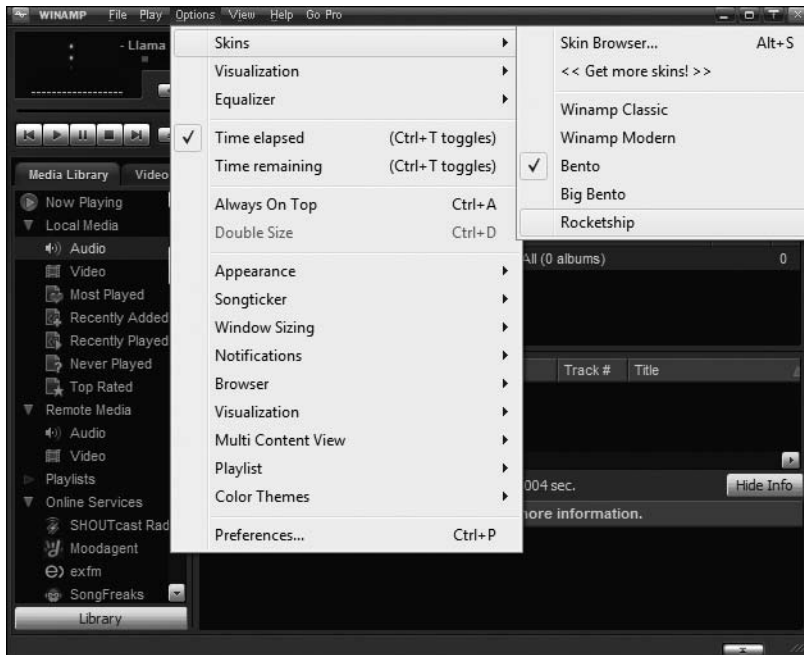 WINAMP File Play Options View Help Go Pro
- Llama
Media Library Video
Now Playing
Local Media
Audio
Video
Most Played
Recently Added
Recently Played
Never Played
Top Rated
Remote Media
Audio
Video
Playlists
Online Services
SHOUTcast Rad
Moodagent
exfm
SongFreaks
Library
Skins
Visualization
Equalizer
Time elapsed (Ctrl+T toggles)
Time remaining (Ctrl+T toggles)
Always On Top Ctrl+A
Double Size Ctrl+D
Appearance
Songticker
Window Sizing
Notifications
Browser
Visualization
Multi Content View
Playlist
Color Themes
Preferences... Ctrl+P
Skin Browser... Alt+S
<< Get more skins! >>
Winamp Classic
Winamp Modern
Bento
Big Bento
Rocketship
All (0 albums) 0
Track # Title
004 sec. Hide Info
more information.